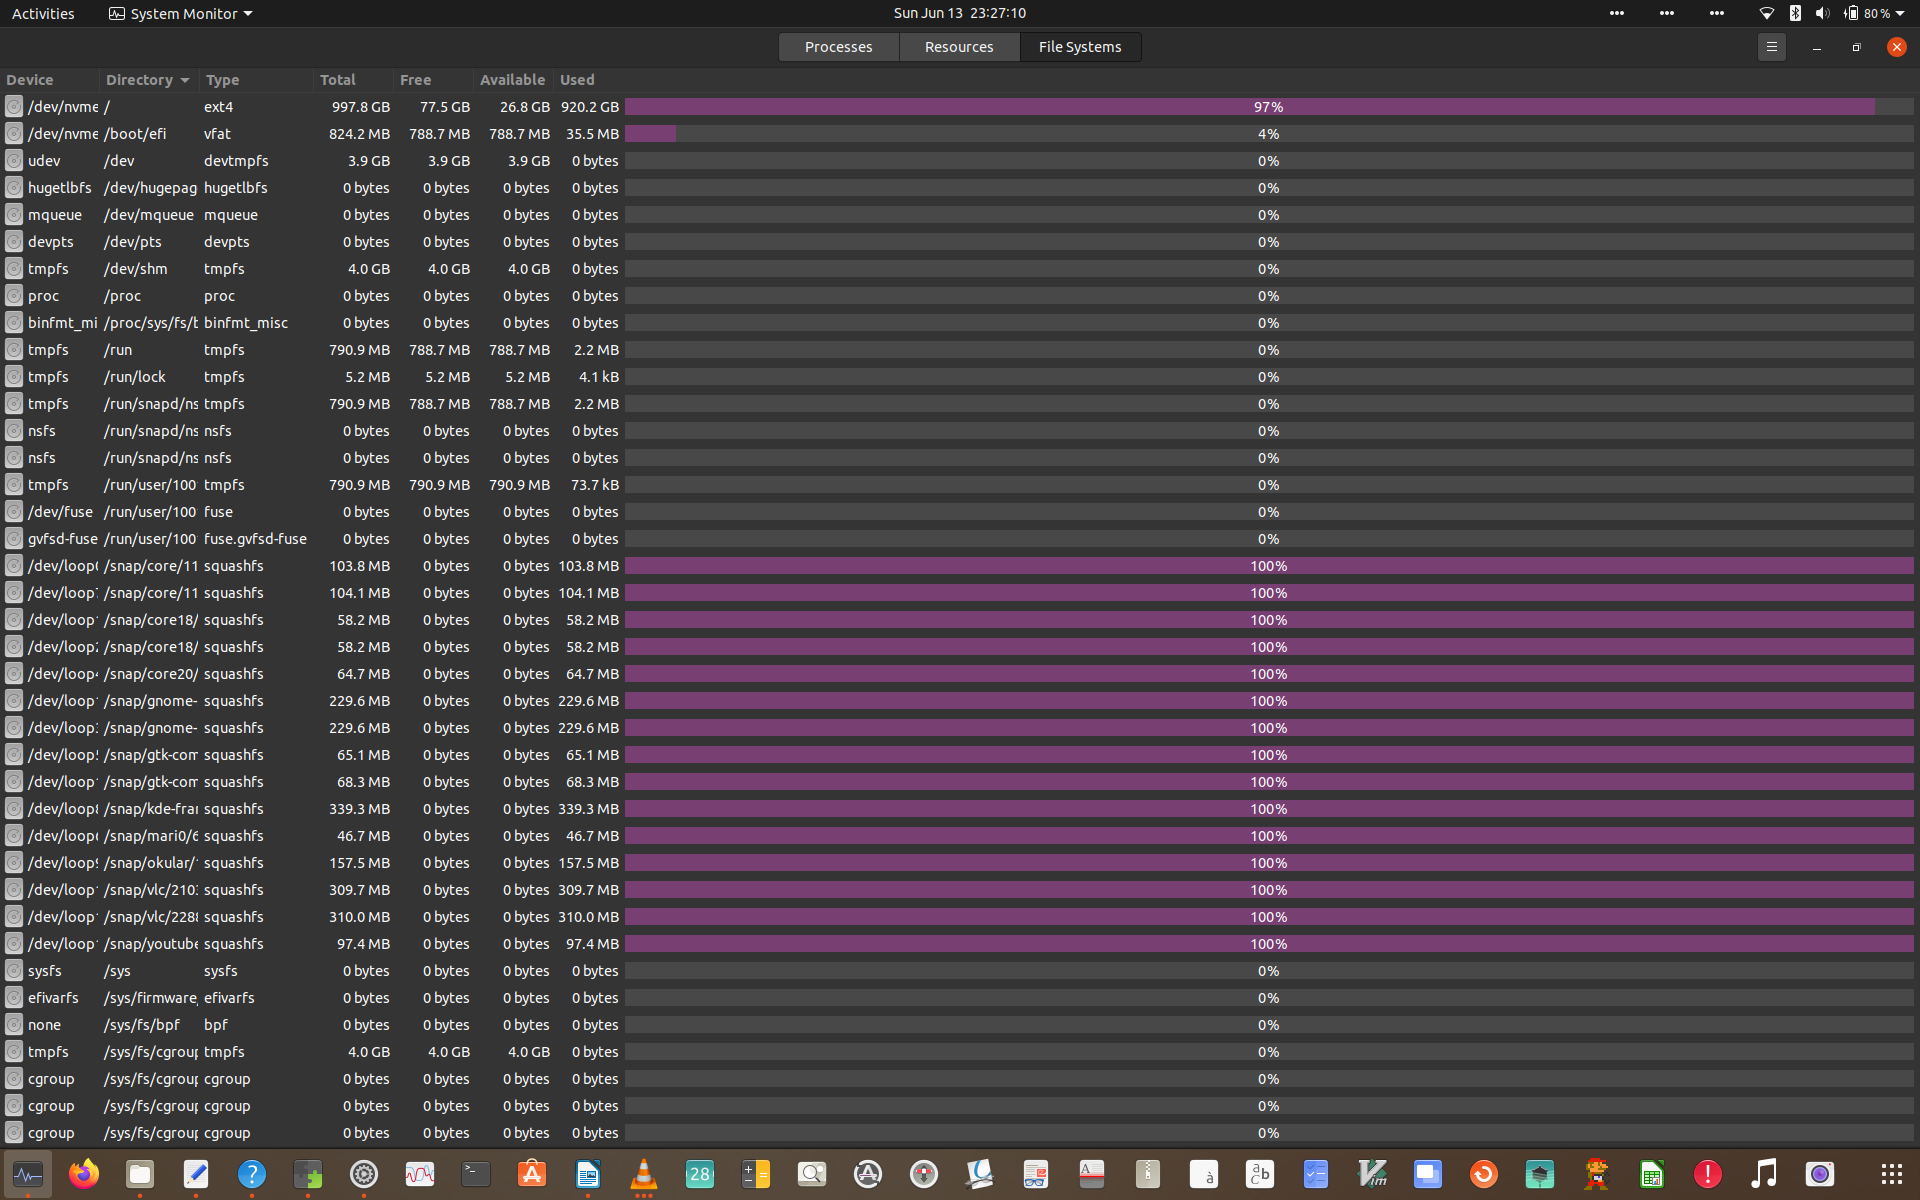 Activities System Monitor Sun Jun 13 23:27:10 80 %
Processes Resources File Systems
Device Directory Type Total Free Available Used
/dev/nvme / ext4 997.8 GB 77.5 GB 26.8 GB 920.2 GB 97%
/dev/nvme /boot/efi vfat 824.2 MB 788.7 MB 788.7 MB 35.5 MB 4%
udev /dev devtmpfs 3.9 GB 3.9 GB 3.9 GB 0 bytes 0%
hugetlbfs /dev/hugepag hugetlbfs 0 bytes 0 bytes 0 bytes 0 bytes 0%
mqueue /dev/mqueue mqueue 0 bytes 0 bytes 0 bytes 0 bytes 0%
devpts /dev/pts devpts 0 bytes 0 bytes 0 bytes 0 bytes 0%
tmpfs /dev/shm tmpfs 4.0 GB 4.0 GB 4.0 GB 0 bytes 0%
proc /proc proc 0 bytes 0 bytes 0 bytes 0 bytes 0%
binfmt_mi /proc/sys/fs/b binfmt_misc 0 bytes 0 bytes 0 bytes 0 bytes 0%
tmpfs /run tmpfs 790.9 MB 788.7 MB 788.7 MB 2.2 MB 0%
tmpfs /run/lock tmpfs 5.2 MB 5.2 MB 5.2 MB 4.1 kB 0%
tmpfs /run/snapd/ns tmpfs 790.9 MB 788.7 MB 788.7 MB 2.2 MB 0%
nsfs /run/snapd/ns nsfs 0 bytes 0 bytes 0 bytes 0 bytes 0%
nsfs /run/snapd/ns nsfs 0 bytes 0 bytes 0 bytes 0 bytes 0%
tmpfs /run/user/100 tmpfs 790.9 MB 790.9 MB 790.9 MB 73.7 kB 0%
/dev/fuse /run/user/100 fuse 0 bytes 0 bytes 0 bytes 0 bytes 0%
gvfsd-fuse /run/user/100 fuse.gvfsd-fuse 0 bytes 0 bytes 0 bytes 0 bytes 0%
/dev/loop /snap/core/11 squashfs 103.8 MB 0 bytes 0 bytes 103.8 MB 100%
/dev/loop /snap/core/11 squashfs 104.1 MB 0 bytes 0 bytes 104.1 MB 100%
/dev/loop /snap/core18/ squashfs 58.2 MB 0 bytes 0 bytes 58.2 MB 100%
/dev/loop /snap/core18/ squashfs 58.2 MB 0 bytes 0 bytes 58.2 MB 100%
/dev/loop /snap/core20/ squashfs 64.7 MB 0 bytes 0 bytes 64.7 MB 100%
/dev/loop /snap/gnome- squashfs 229.6 MB 0 bytes 0 bytes 229.6 MB 100%
/dev/loop /snap/gnome- squashfs 229.6 MB 0 bytes 0 bytes 229.6 MB 100%
/dev/loop /snap/gtk-com squashfs 65.1 MB 0 bytes 0 bytes 65.1 MB 100%
/dev/loop /snap/gtk-com squashfs 68.3 MB 0 bytes 0 bytes 68.3 MB 100%
/dev/loop /snap/kde-fra squashfs 339.3 MB 0 bytes 0 bytes 339.3 MB 100%
/dev/loop /snap/mari0/6 squashfs 46.7 MB 0 bytes 0 bytes 46.7 MB 100%
/dev/loop /snap/okular/ squashfs 157.5 MB 0 bytes 0 bytes 157.5 MB 100%
/dev/loop /snap/vlc/210 squashfs 309.7 MB 0 bytes 0 bytes 309.7 MB 100%
/dev/loop /snap/vlc/228 squashfs 310.0 MB 0 bytes 0 bytes 310.0 MB 100%
/dev/loop /snap/youtube squashfs 97.4 MB 0 bytes 0 bytes 97.4 MB 100%
sysfs /sys sysfs 0 bytes 0 bytes 0 bytes 0 bytes 0%
efivarfs /sys/firmware, efivarfs 0 bytes 0 bytes 0 bytes 0 bytes 0%
none /sys/fs/bpf bpf 0 bytes 0 bytes 0 bytes 0 bytes 0%
tmpfs /sys/fs/cgroup tmpfs 4.0 GB 4.0 GB 4.0 GB 0 bytes 0%
cgroup /sys/fs/cgroup cgroup 0 bytes 0 bytes 0 bytes 0 bytes 0%
cgroup /sys/fs/cgroup cgroup 0 bytes 0 bytes 0 bytes 0 bytes 0%
cgroup /sys/fs/cgroup cgroup 0 bytes 0 bytes 0 bytes 0 bytes 0%
28